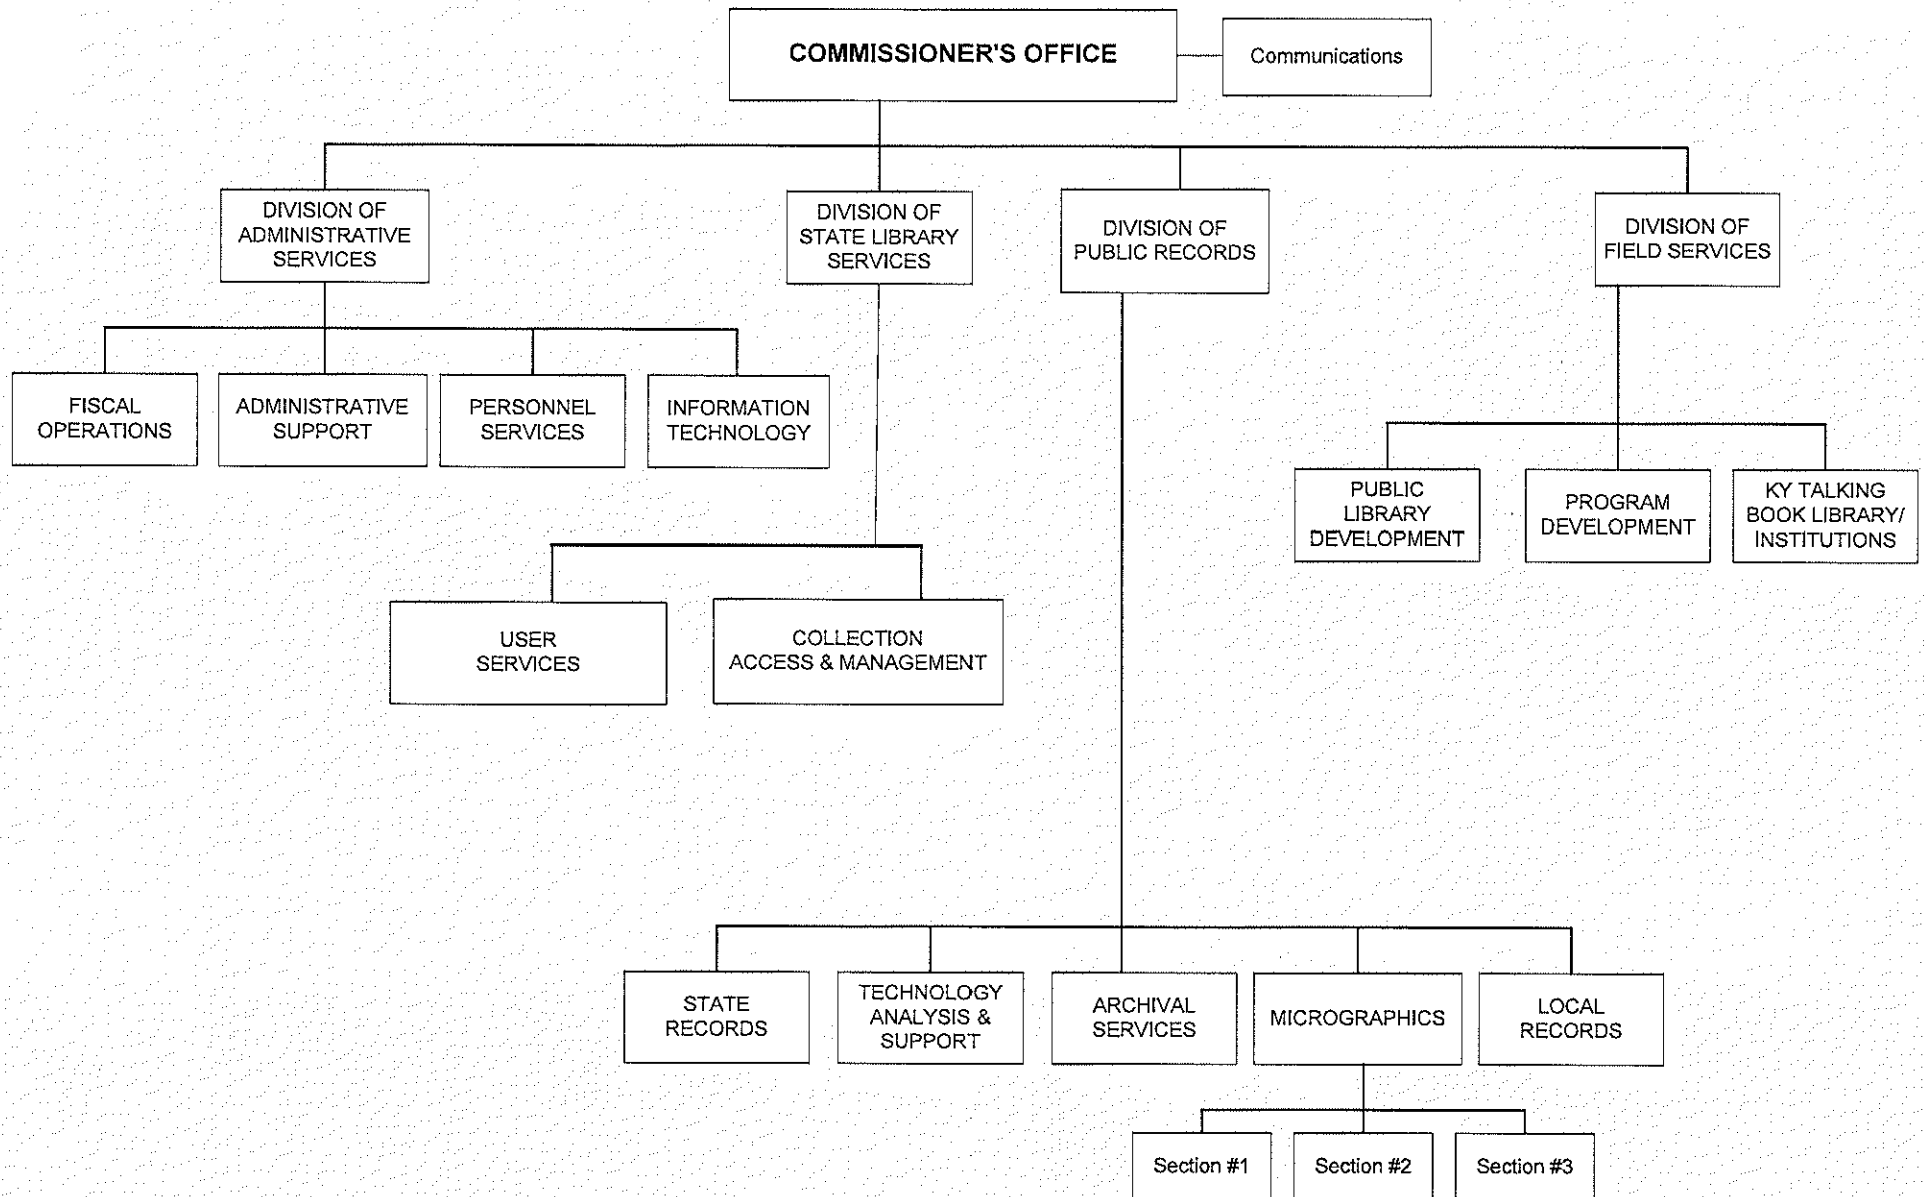 COMMISSIONER'S OFFICE
Communications
DIVISION OF
ADMINISTRATIVE
SERVICES
DIVISION OF
STATE LIBRARY
SERVICES
DIVISION OF
PUBLIC RECORDS
DIVISION OF
FIELD SERVICES
FISCAL
OPERATIONS
ADMINISTRATIVE
SUPPORT
PERSONNEL
SERVICES
INFORMATION
TECHNOLOGY
PUBLIC
LIBRARY
DEVELOPMENT
PROGRAM
DEVELOPMENT
KY TALKING
BOOK LIBRARY/
INSTITUTIONS
USER
SERVICES
COLLECTION
ACCESS & MANAGEMENT
STATE
RECORDS
TECHNOLOGY
ANALYSIS &
SUPPORT
ARCHIVAL
SERVICES
MICROGRAPHICS
LOCAL
RECORDS
Section #1
Section #2
Section #3